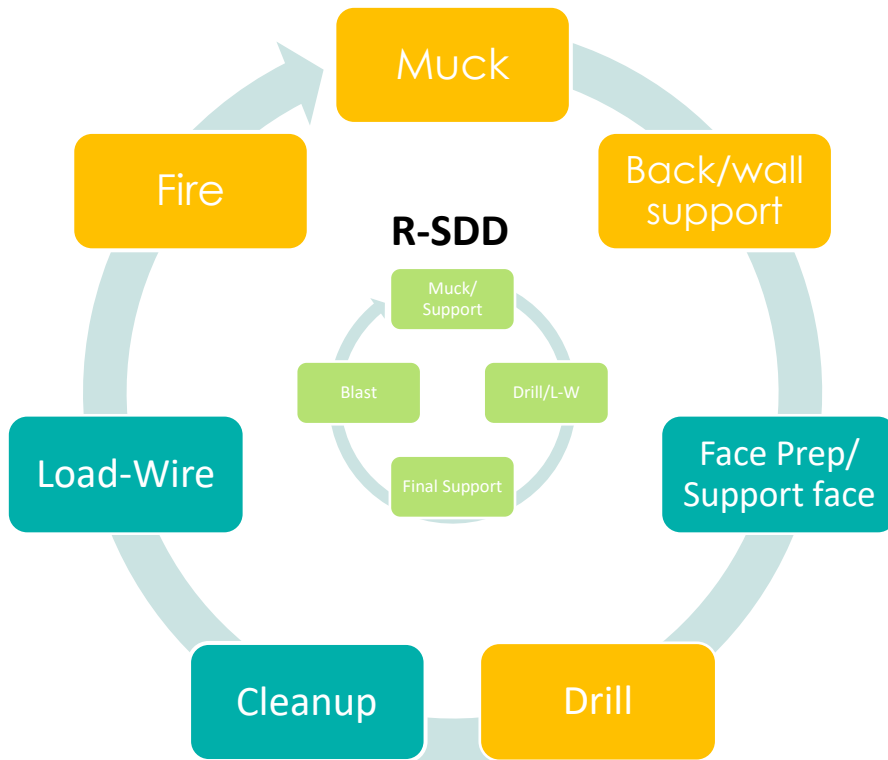 Muck
Back/wall
support
Face Prep/
Support face
Drill
Cleanup
Load-Wire
Fire
R-SDD
Muck/
Support
Drill/L-W
Final Support
Blast